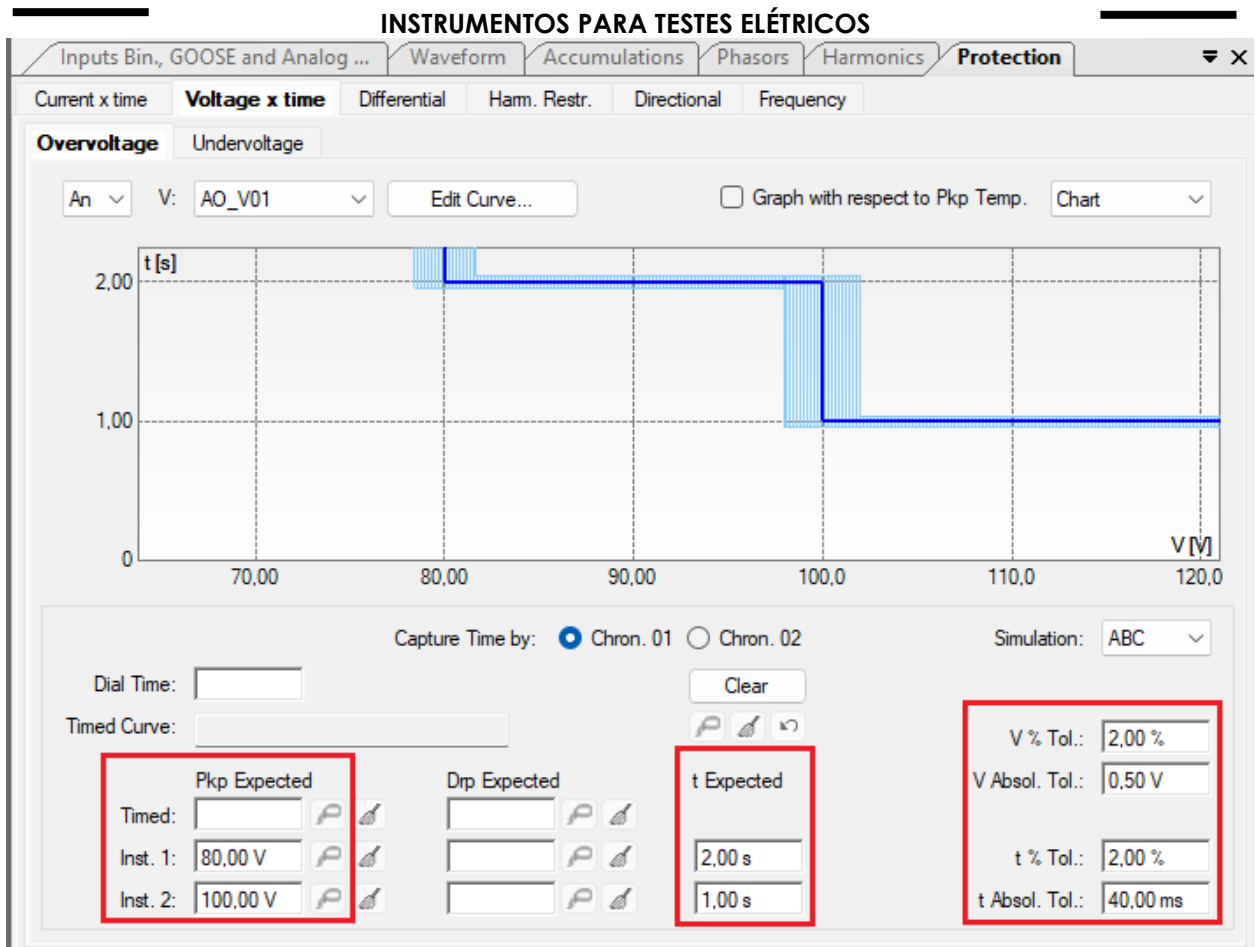 INSTRUMENTOS PARA TESTES ELÉTRICOS
Inputs Bin., GOOSE and Analog ... Waveform Accumulations Phasors Harmonics Protection
Current x time Voltage x time Differential Harm. Restr. Directional Frequency
Overvoltage Undervoltage
An V: AO_V01 Edit Curve... Graph with respect to Pkp Temp. Chart
t [s]
2,00
1,00
V [V]
0
70,00 80,00 90,00 100,0 110,0 120,0
Capture Time by: Chron. 01 Chron. 02 Simulation: ABC
Dial Time: Clear
Timed Curve:
V % Tol.: 2,00 %
Pkp Expected Drp Expected t Expected V Absol. Tol.: 0,50 V
Timed:
Inst. 1: 80,00 V 2,00 s t % Tol.: 2,00 %
Inst. 2: 100,00 V 1,00 s t Absol. Tol.: 40,00 ms